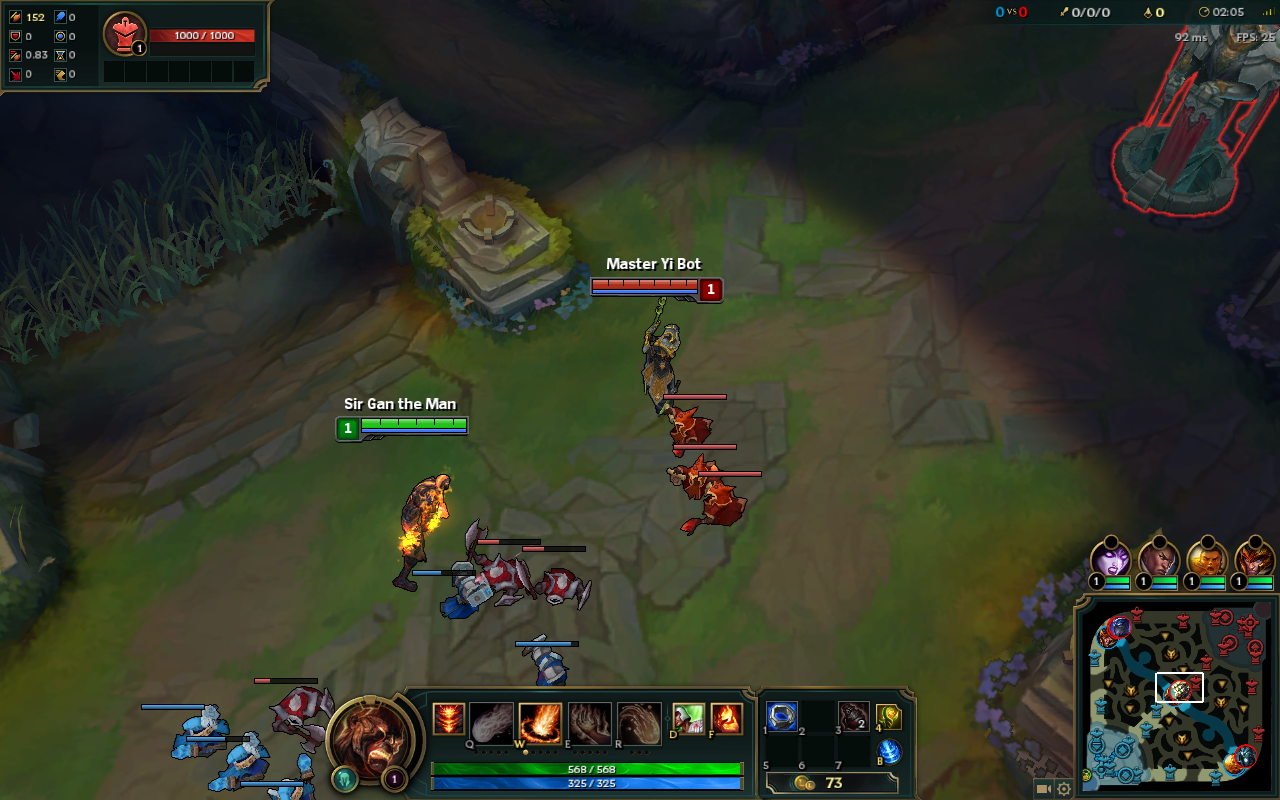 152 0
0 0
0.83 0
0 0
1
1000 / 1000
0 vs 0
0/0/0
0
02:05
92 ms
FPS: 25
Master Yi Bot
1
Sir Gan the Man
1
1 1 1 1
Q W E R D F
1
568 / 568
325 / 325
1 2 3 2 4
5 6 7 B
73